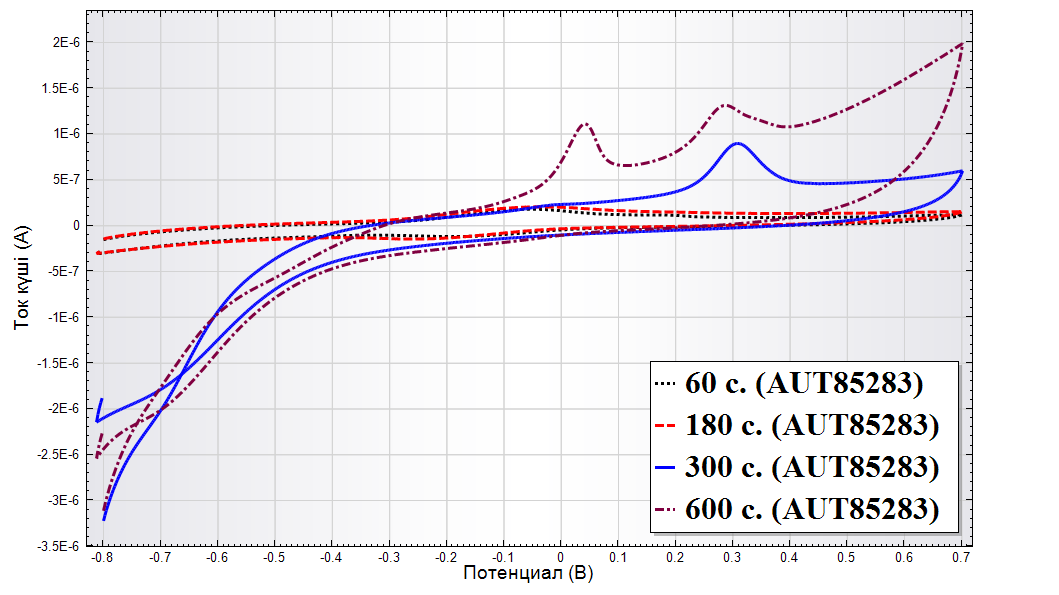 2E-6
1.5E-6
1E-6
5E-7
0
-5E-7
-1E-6
-1.5E-6
-2E-6
-2.5E-6
-3E-6
-3.5E-6
Ток күші (А)
60 с. (AUT85283)
180 с. (AUT85283)
300 с. (AUT85283)
600 с. (AUT85283)
-0.8 -0.7 -0.6 -0.5 -0.4 -0.3 -0.2 -0.1 0 0.1 0.2 0.3 0.4 0.5 0.6 0.7
Потенциал (В)